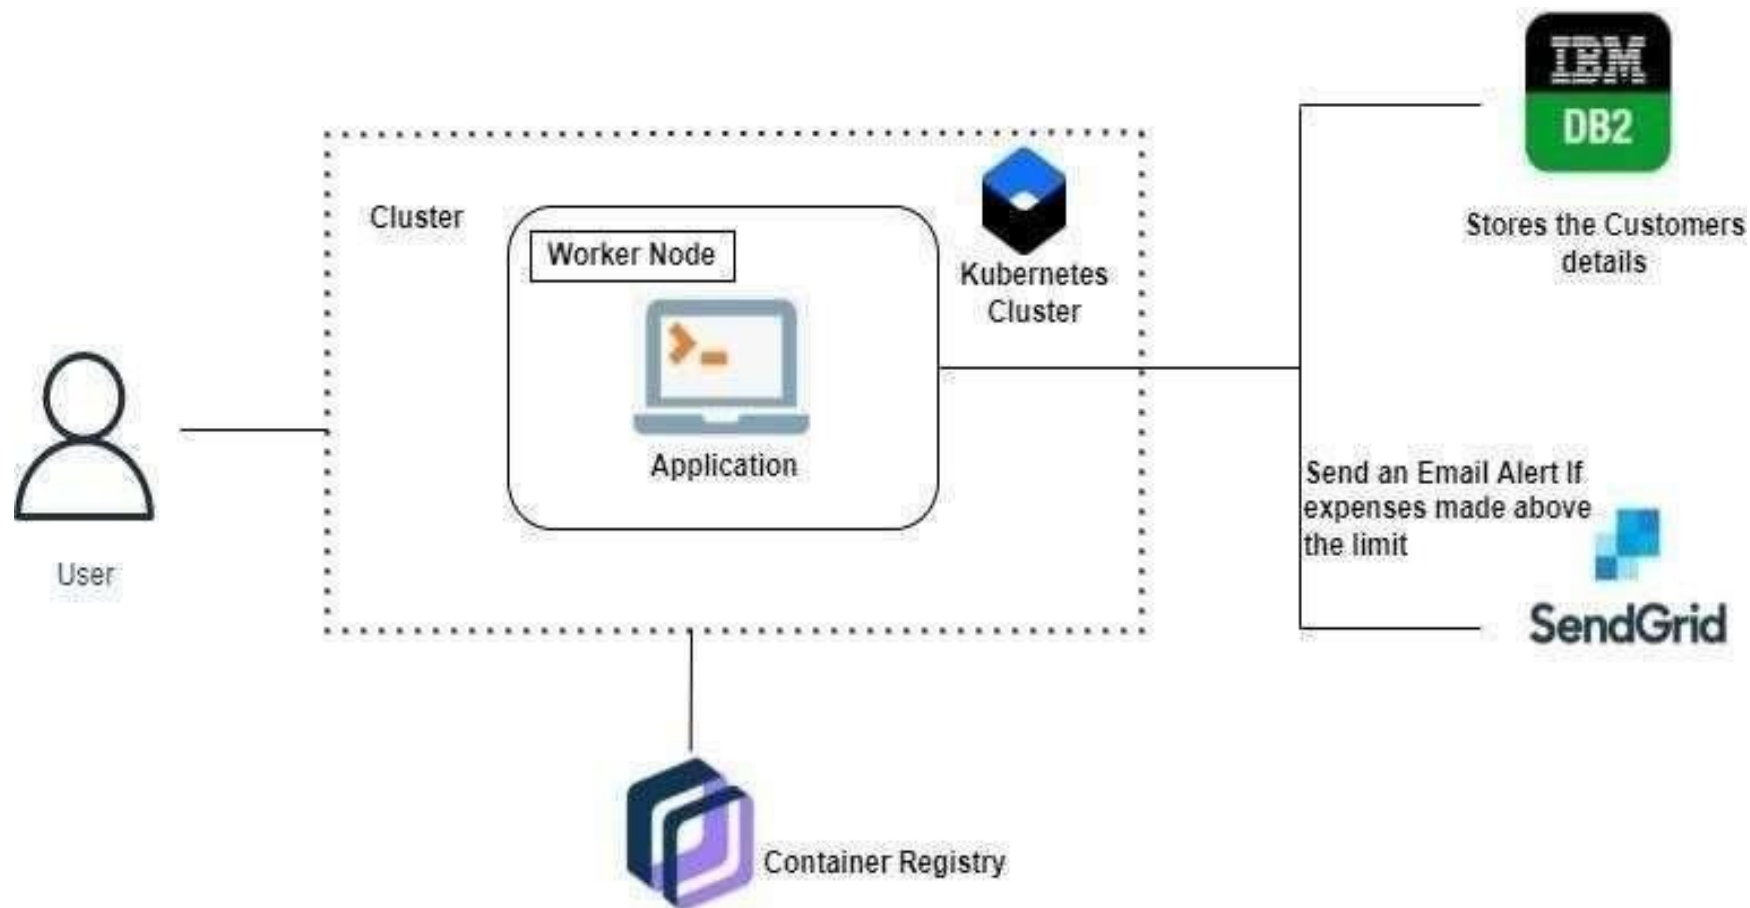 IBM
DB2
Stores the Customers
details
Cluster
Worker Node
Kubernetes
Cluster
Application
User
Send an Email Alert If
expenses made above
the limit
SendGrid
Container Registry